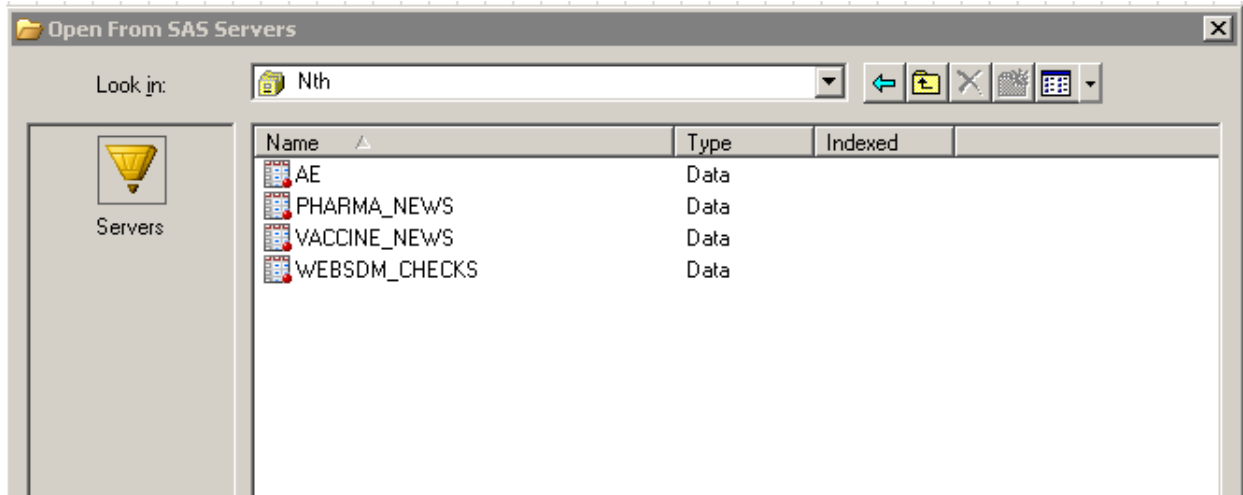 Open From SAS Servers
Look in:
Nth
Servers
Name Type Indexed
AE Data
PHARMA_NEWS Data
VACCINE_NEWS Data
WEBSDM_CHECKS Data